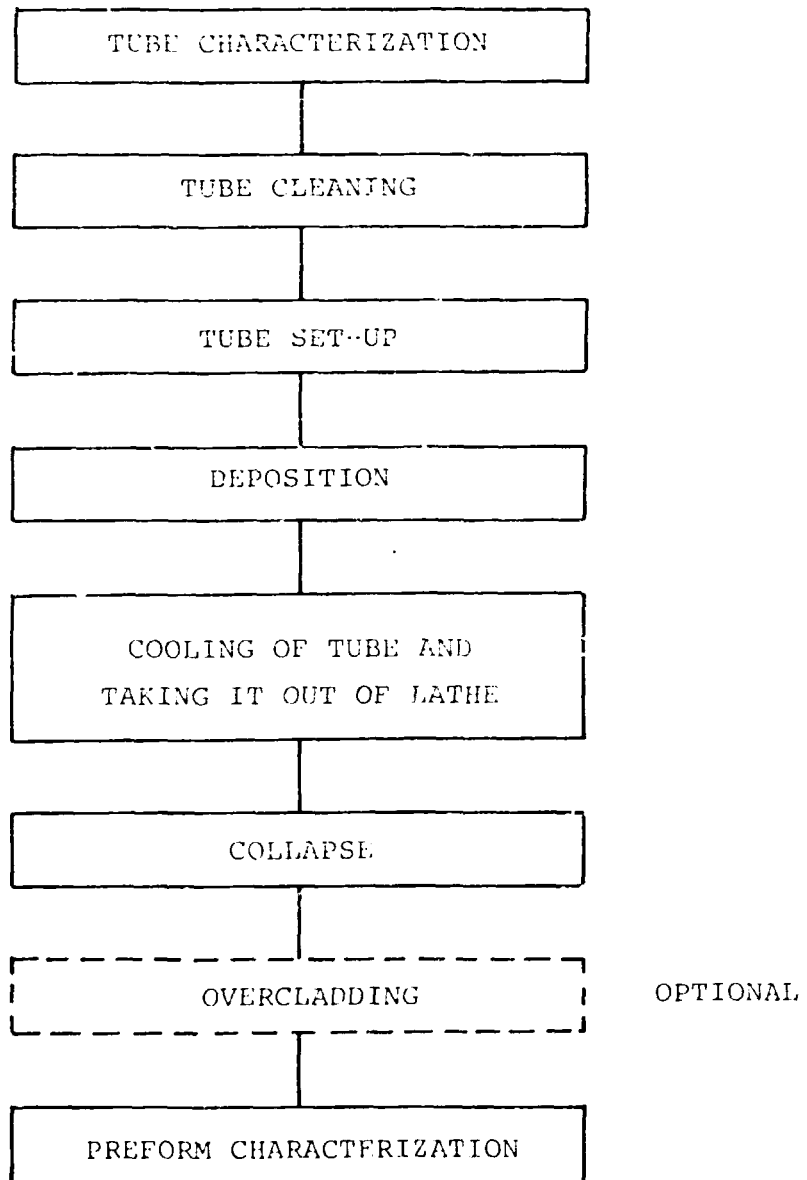 TUBE CHARACTERIZATION
TUBE CLEANING
TUBE SET-UP
DEPOSITION
COOLING OF TUBE AND
TAKING IT OUT OF LATHE
COLLAPSE
OVERCLADDING
OPTIONAL
PREFORM CHARACTERIZATION